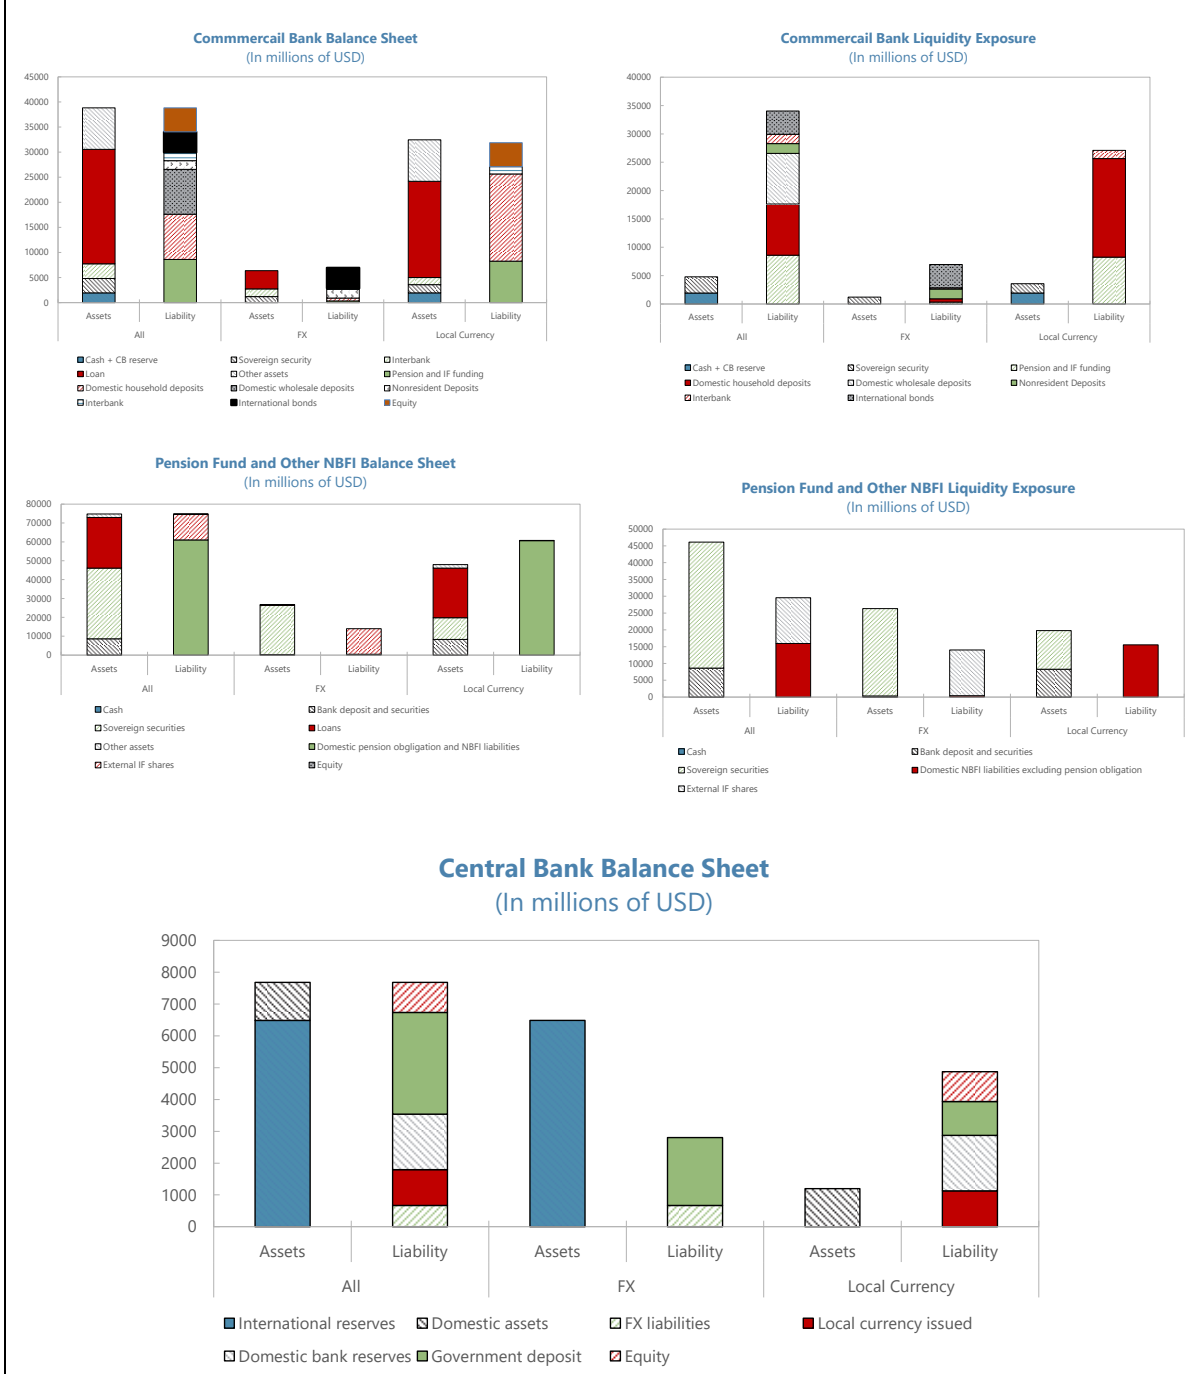 Commmercail Bank Balance Sheet
(In millions of USD)
45000
40000
35000
30000
25000
20000
15000
10000
5000
0
Assets Liability Assets Liability Assets Liability
All FX Local Currency
Cash + CB reserve Sovereign security Interbank
Loan Other assets Pension and IF funding
Domestic household deposits Domestic wholesale deposits Nonresident Deposits
Interbank International bonds Equity
Commmercail Bank Liquidity Exposure
(In millions of USD)
40000
35000
30000
25000
20000
15000
10000
5000
0
Assets Liability Assets Liability Assets Liability
All FX Local Currency
Cash + CB reserve Sovereign security Pension and IF funding
Domestic household deposits Domestic wholesale deposits Nonresident Deposits
Interbank International bonds
Pension Fund and Other NBFI Balance Sheet
(In millions of USD)
80000
70000
60000
50000
40000
30000
20000
10000
0
Assets Liability Assets Liability Assets Liability
All FX Local Currency
Cash Bank deposit and securities
Sovereign securities Loans
Other assets Domestic pension obgligation and NBFI liabilities
External IF shares Equity
Pension Fund and Other NBFI Liquidity Exposure
(In millions of USD)
50000
45000
40000
35000
30000
25000
20000
15000
10000
5000
0
Assets Liability Assets Liability Assets Liability
All FX Local Currency
Cash Bank deposit and securities
Sovereign securities Domestic NBFI liabilities excluding pension obligation
External IF shares
Central Bank Balance Sheet
(In millions of USD)
9000
8000
7000
6000
5000
4000
3000
2000
1000
0
Assets Liability Assets Liability Assets Liability
All FX Local Currency
International reserves Domestic assets FX liabilities Local currency issued
Domestic bank reserves Government deposit Equity